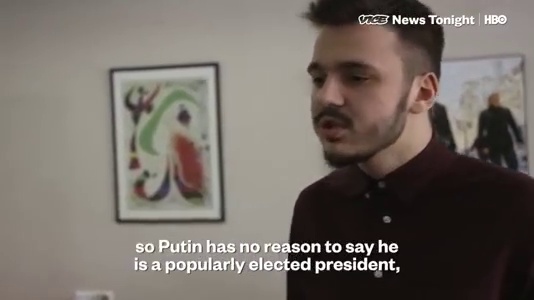 VICE News Tonight | HBO
so Putin has no reason to say he
is a popularly elected president,